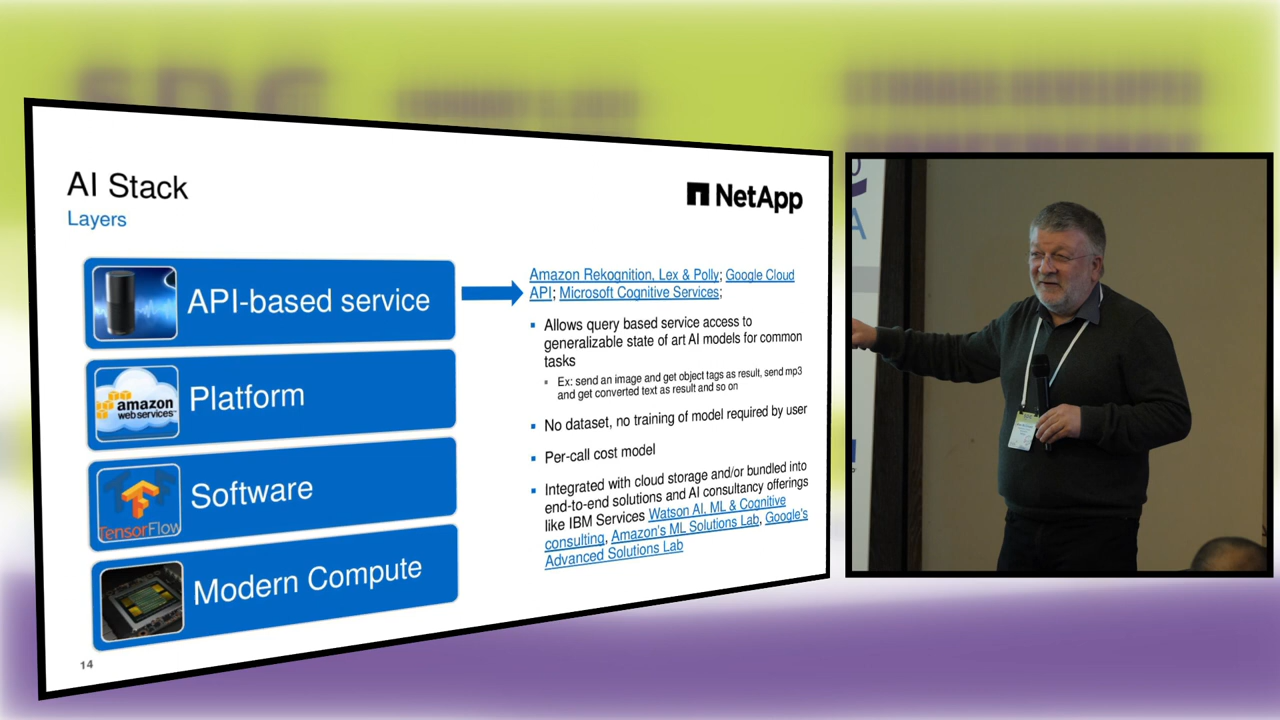 AI Stack
Layers
NetApp
API-based service
Platform
amazon
web services™
Software
TensorFlow
Modern Compute
Amazon Rekognition, Lex & Polly; Google Cloud
API; Microsoft Cognitive Services;
▪ Allows query based service access to
generalizable state of art AI models for common
tasks
▪ Ex: send an image and get object tags as result, send mp3
and get converted text as result and so on
▪ No dataset, no training of model required by user
▪ Per-call cost model
▪ Integrated with cloud storage and/or bundled into
end-to-end solutions and AI consultancy offerings
like IBM Services Watson AI, ML & Cognitive
consulting, Amazon's ML Solutions Lab, Google's
Advanced Solutions Lab
14